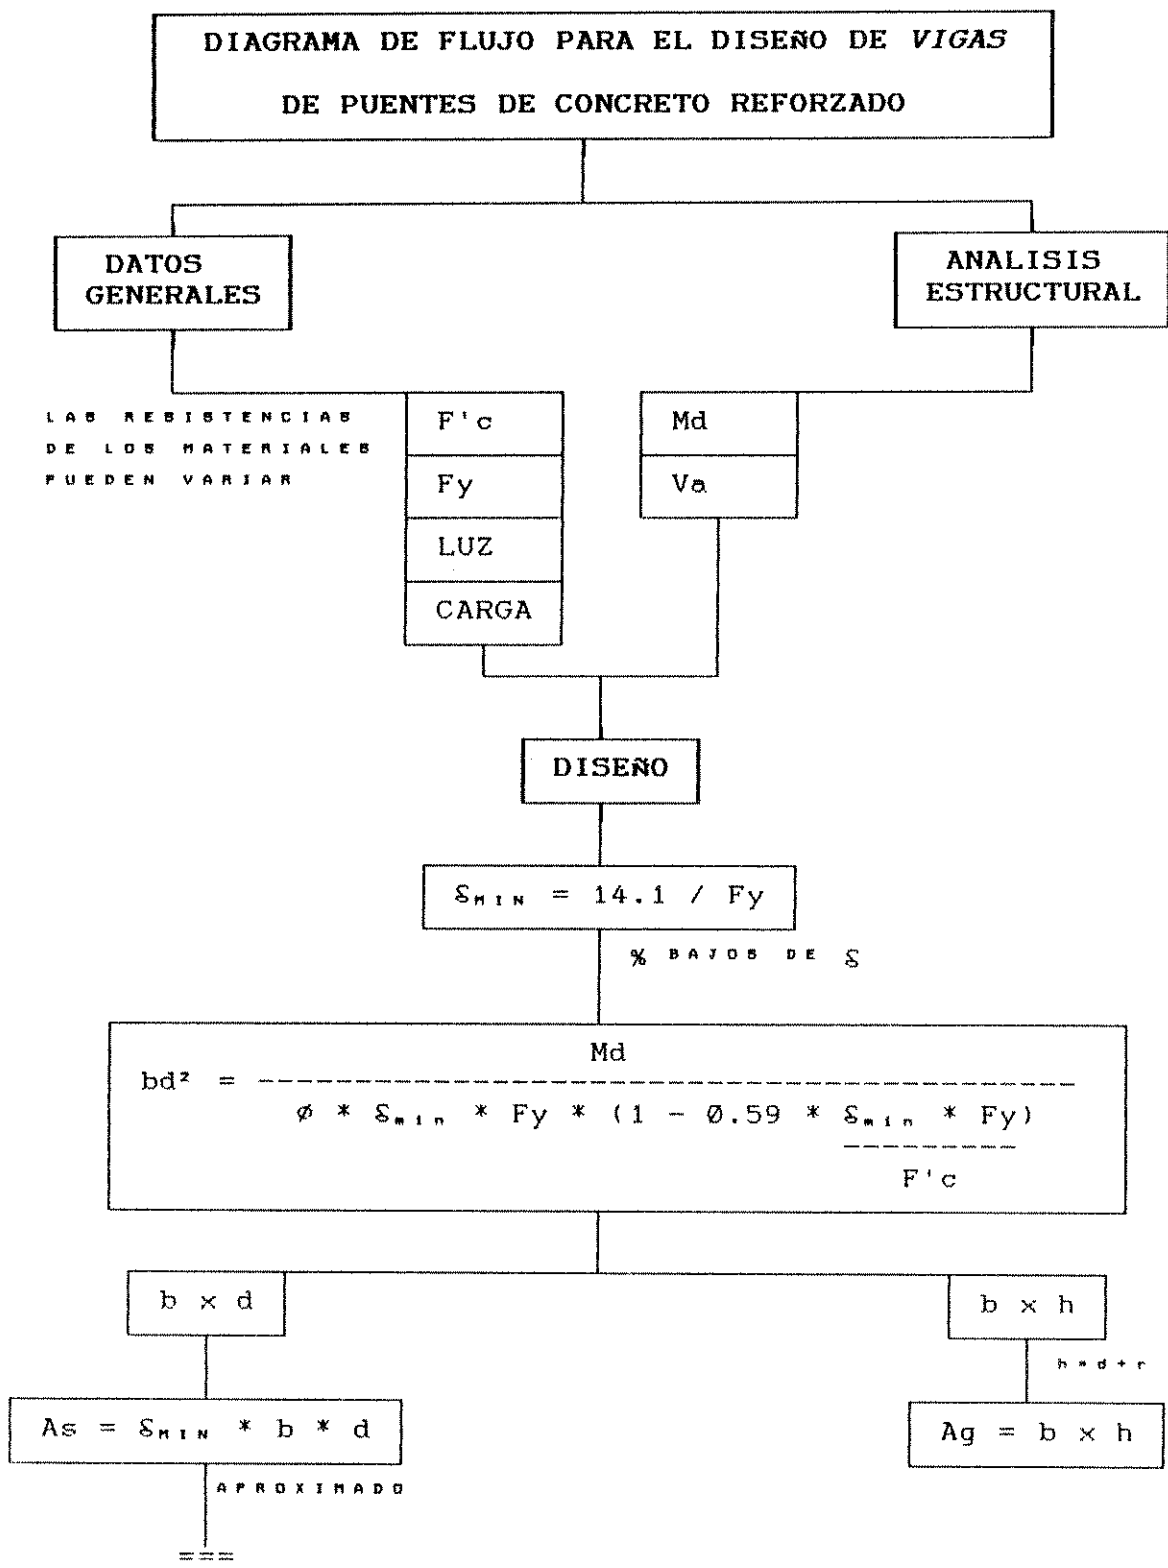 DIAGRAMA DE FLUJO PARA EL DISEÑO DE VIGAS
DE PUENTES DE CONCRETO REFORZADO
DATOS
GENERALES
ANALISIS
ESTRUCTURAL
LAS RESISTENCIAS
DE LOS MATERIALES
PUEDEN VARIAR
F'c
Fy
LUZ
CARGA
Md
Va
DISEÑO
SMIN = 14.1 / Fy
% BAJOS DE S
Md
bd² = ------------------------------------------
ø * Smin * Fy * (1 - 0.59 * Smin * Fy)
---------
F'c
b x d
b x h
h=d+r
As = SMIN * b * d
Ag = b x h
APROXIMADO
===